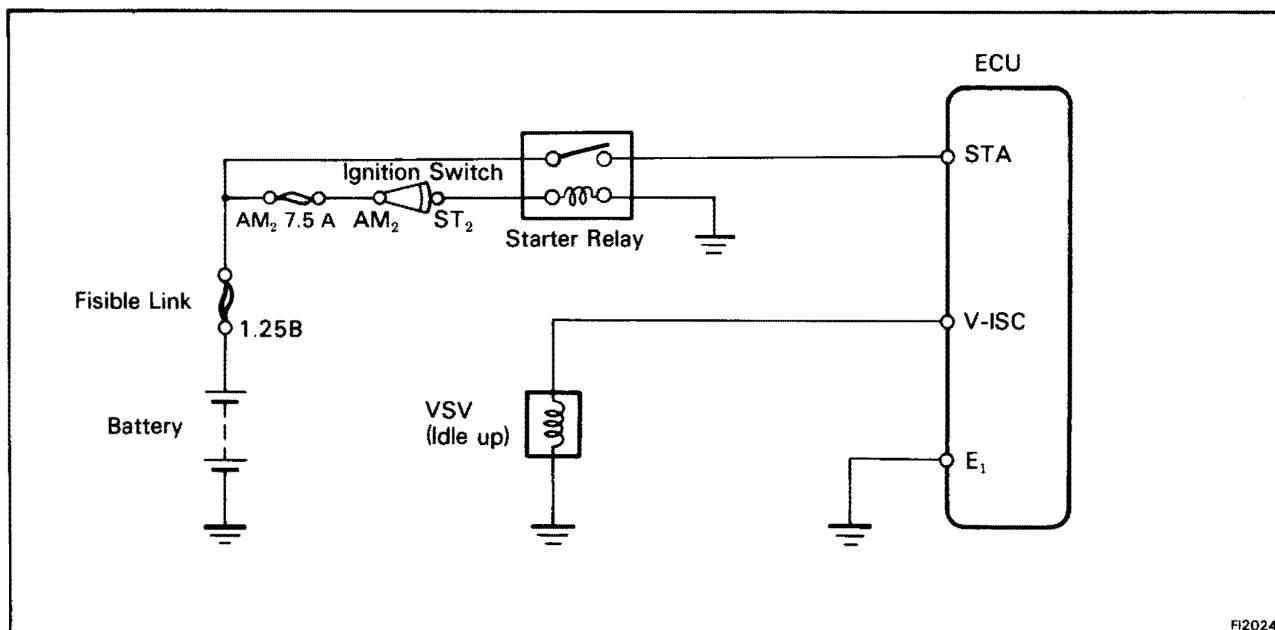 ECU
STA
Ignition Switch
AM₂ 7.5 A
AM₂
ST₂
Starter Relay
Fisible Link
1.25B
V-ISC
VSV
(Idle up)
Battery
E₁
FI2024